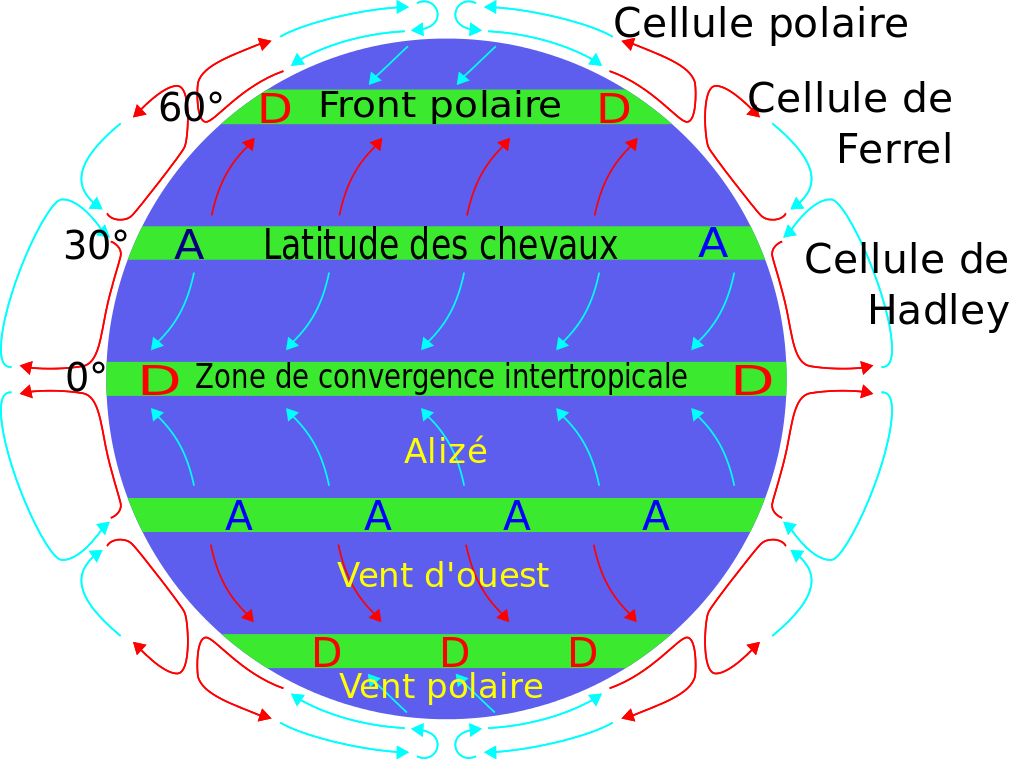 Cellule polaire
60° D Front polaire D
Cellule de
Ferrel
30° A Latitude des chevaux A
Cellule de
Hadley
0° D Zone de convergence intertropicale D
Alizé
A A A A
Vent d'ouest
D D D
Vent polaire